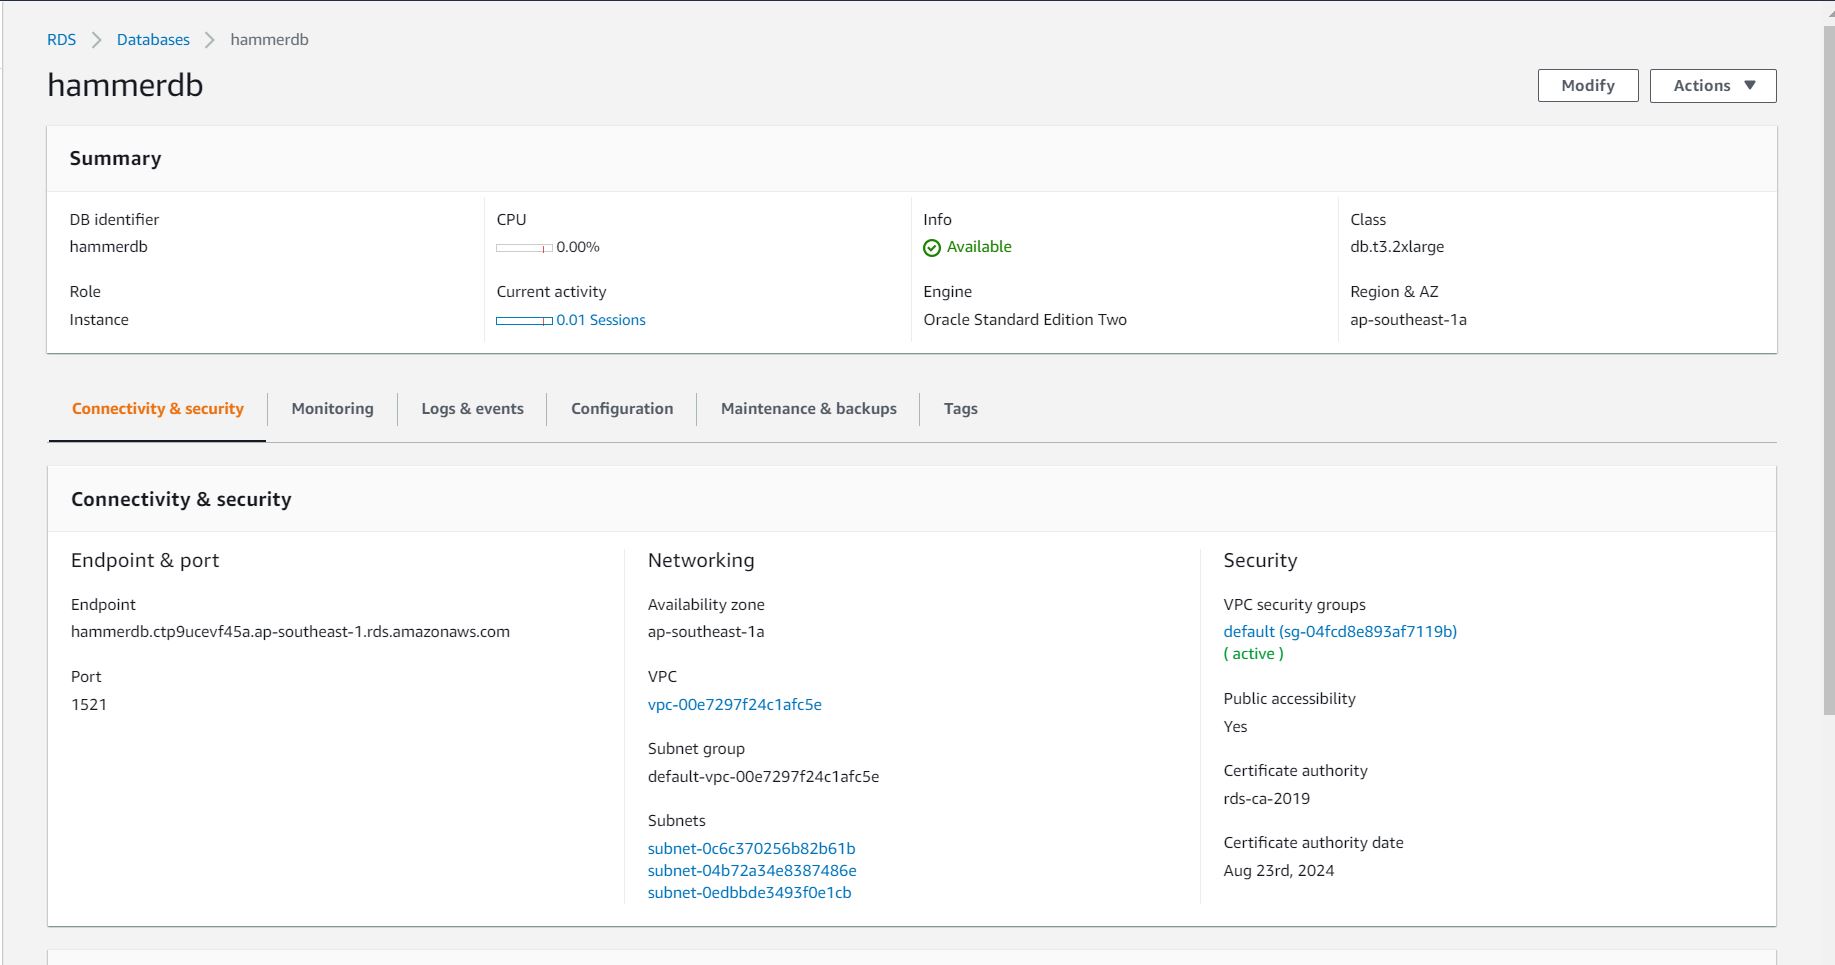 RDS Databases hammerdb
hammerdb
Modify
Actions
Summary
DB identifier
hammerdb
CPU
0.00%
Info
Available
Class
db.t3.2xlarge
Role
Instance
Current activity
0.01 Sessions
Engine
Oracle Standard Edition Two
Region & AZ
ap-southeast-1a
Connectivity & security
Monitoring
Logs & events
Configuration
Maintenance & backups
Tags
Connectivity & security
Endpoint & port
Endpoint
hammerdb.ctp9ucevf45a.ap-southeast-1.rds.amazonaws.com
Port
1521
Networking
Availability zone
ap-southeast-1a
VPC
vpc-00e7297f24c1afc5e
Subnet group
default-vpc-00e7297f24c1afc5e
Subnets
subnet-0c6c370256b82b61b
subnet-04b72a34e8387486e
subnet-0edbbde3493f0e1cb
Security
VPC security groups
default (sg-04fcd8e893af7119b)
( active )
Public accessibility
Yes
Certificate authority
rds-ca-2019
Certificate authority date
Aug 23rd, 2024